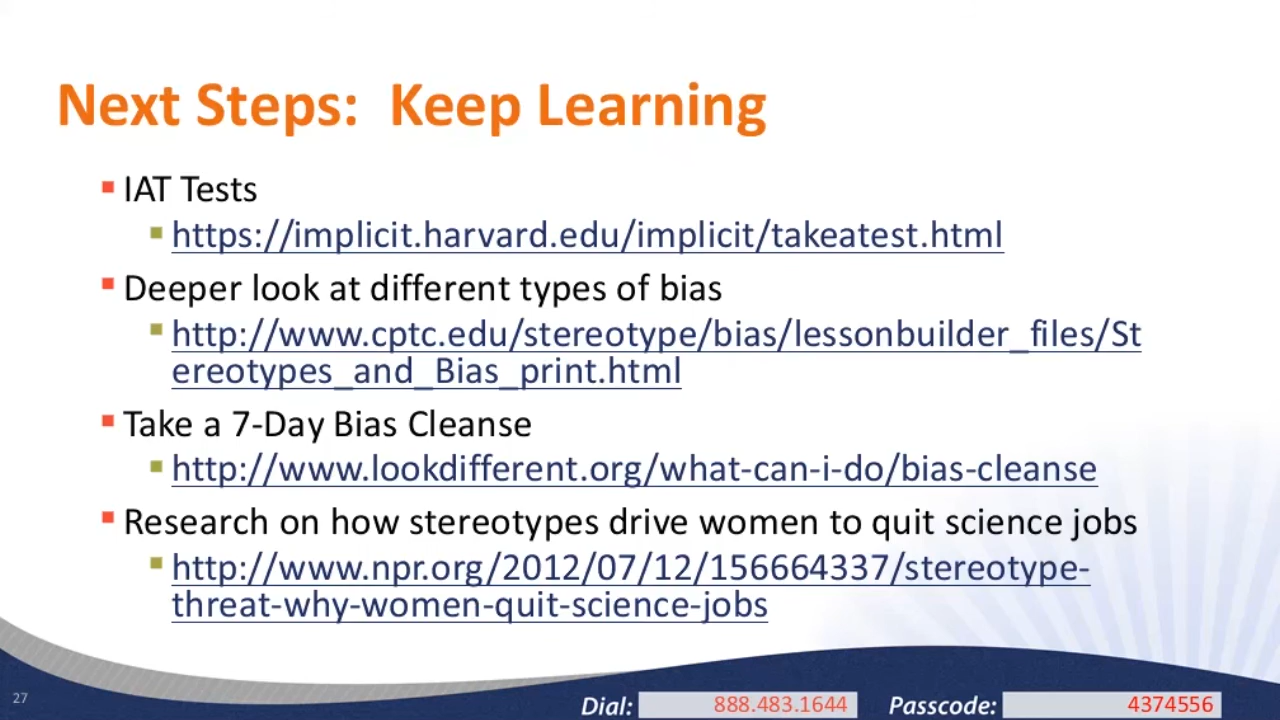 Next Steps:  Keep Learning
IAT Tests
https://implicit.harvard.edu/implicit/takeatest.html
Deeper look at different types of bias
http://www.cptc.edu/stereotype/bias/lessonbuilder_files/St
ereotypes_and_Bias_print.html
Take a 7-Day Bias Cleanse
http://www.lookdifferent.org/what-can-i-do/bias-cleanse
Research on how stereotypes drive women to quit science jobs
http://www.npr.org/2012/07/12/156664337/stereotype-
threat-why-women-quit-science-jobs
27
Dial: 888.483.1644 Passcode: 4374556